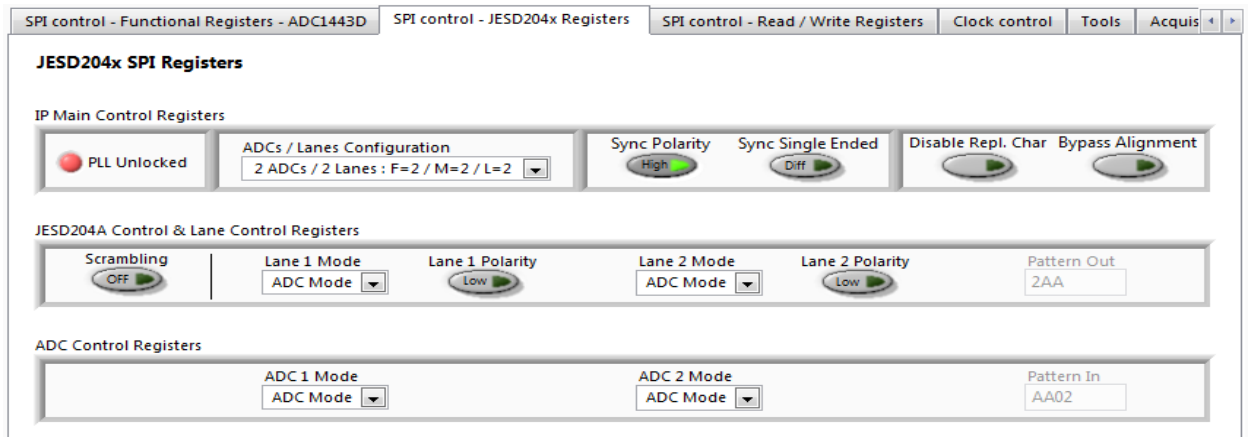 SPI control - Functional Registers - ADC1443D
SPI control - JESD204x Registers
SPI control - Read / Write Registers
Clock control
Tools
Acquis
JESD204x SPI Registers
IP Main Control Registers
PLL Unlocked
ADCs / Lanes Configuration
2 ADCs / 2 Lanes : F=2 / M=2 / L=2
Sync Polarity
High
Sync Single Ended
Diff
Disable Repl. Char
Bypass Alignment
JESD204A Control & Lane Control Registers
Scrambling
OFF
Lane 1 Mode
ADC Mode
Lane 1 Polarity
Low
Lane 2 Mode
ADC Mode
Lane 2 Polarity
Low
Pattern Out
2AA
ADC Control Registers
ADC 1 Mode
ADC Mode
ADC 2 Mode
ADC Mode
Pattern In
AA02